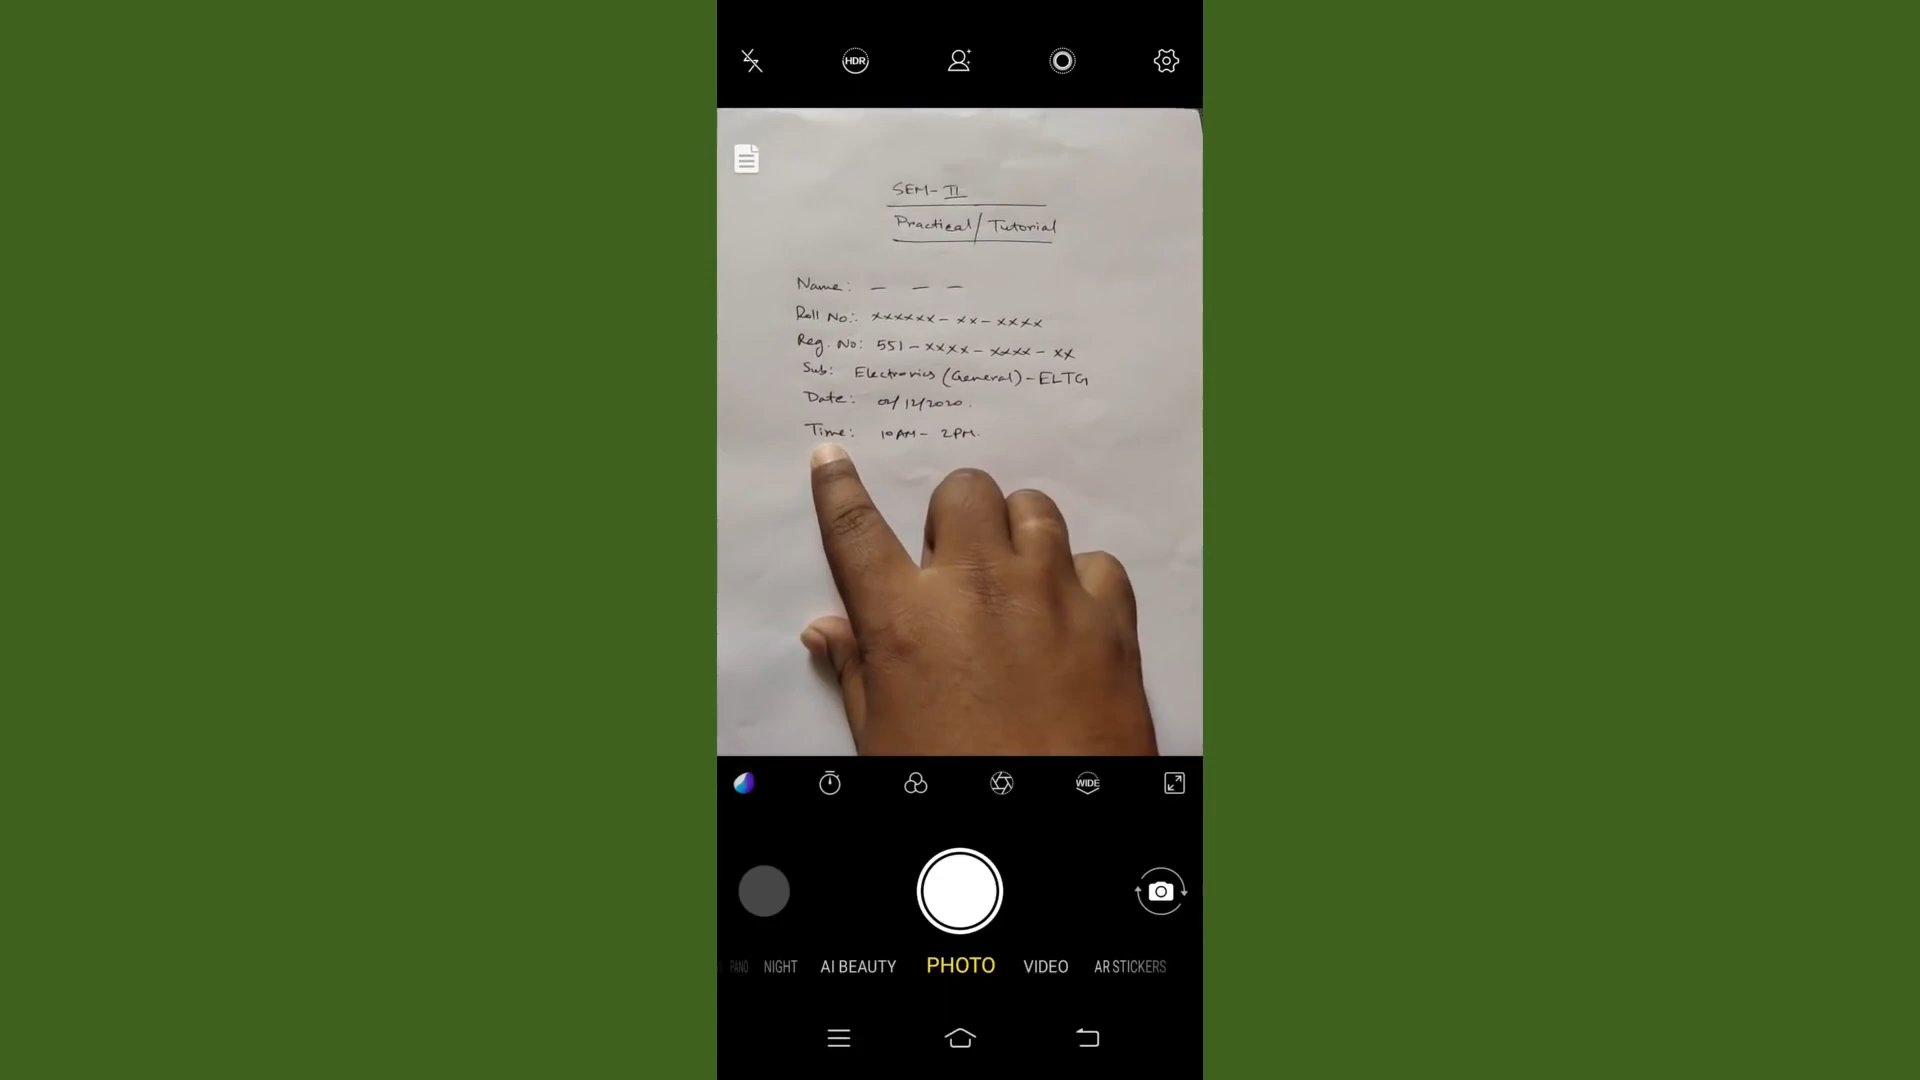 HDR
SEM-II
Practical/Tutorial
Name: — — —
Roll No: xxxxxx-xx-xxxx
Reg. No: 551-xxxx-xxxx-xx
Sub: Electronics (General)-ELTG
Date: /12/2020.
Time: 10AM- 2PM.
WIDE
PANO NIGHT AI BEAUTY PHOTO VIDEO AR STICKERS